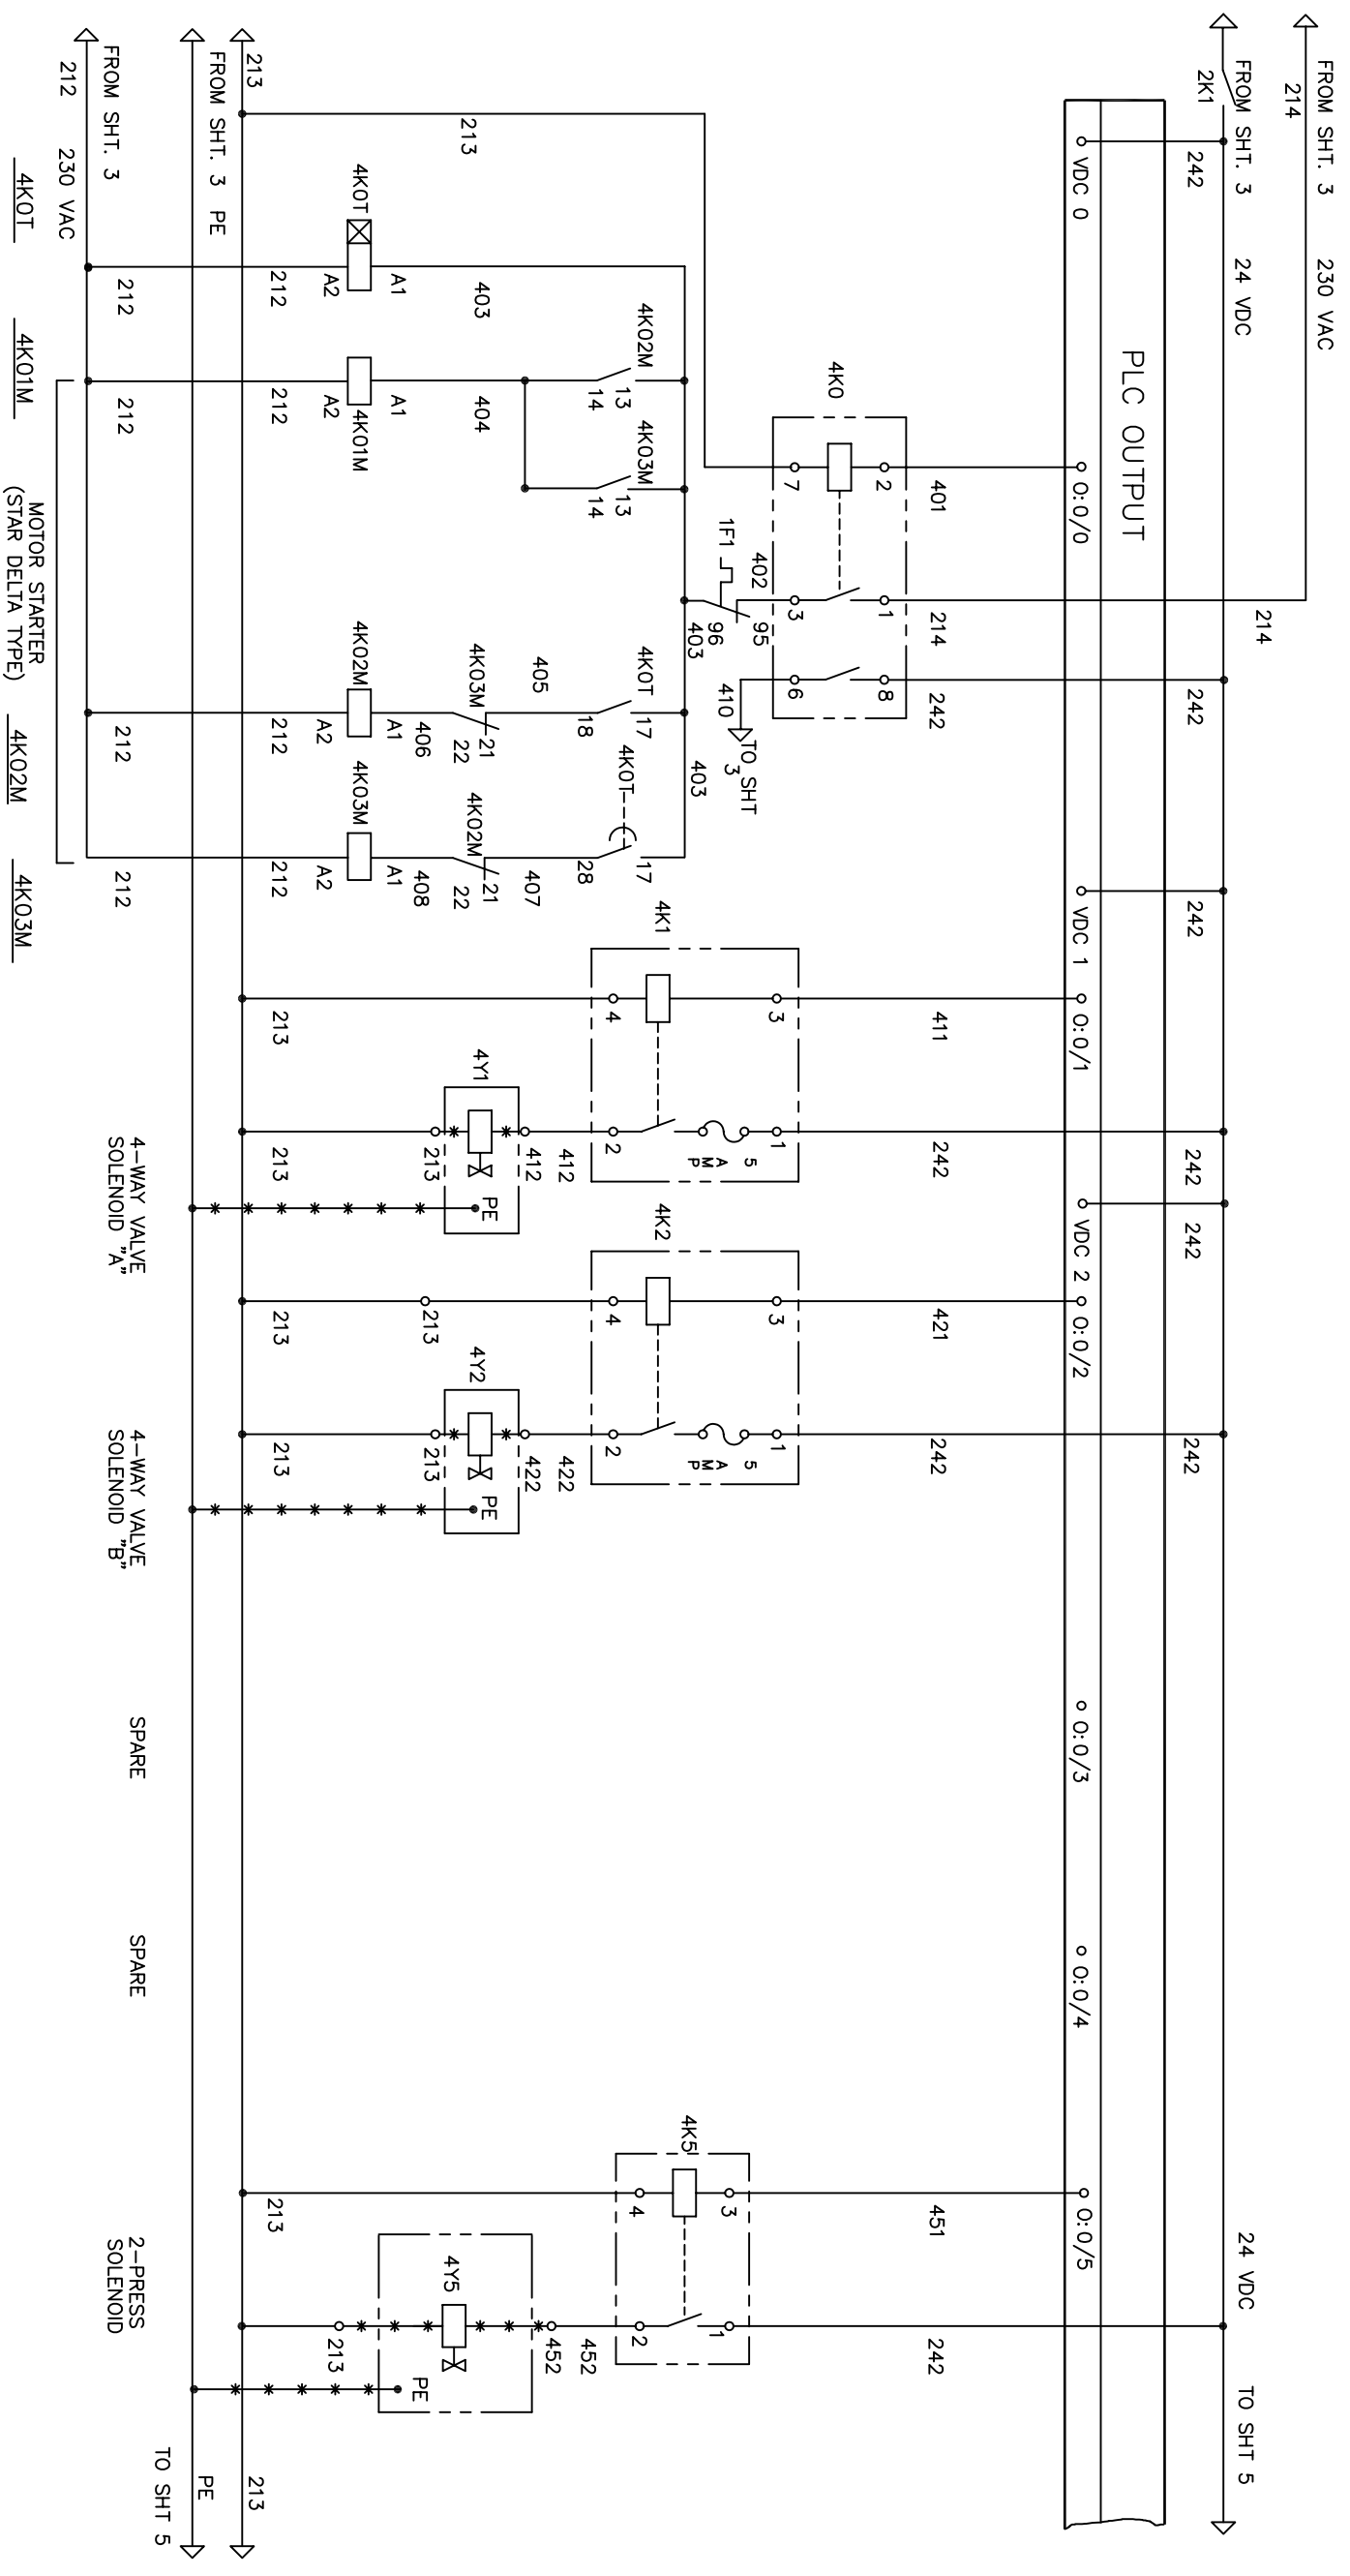 FROM SHT. 3 230 VAC
214
214
FROM SHT. 3 24 VDC
24 VDC TO SHT 5
2K1
242
242
242
242
242
242
PLC OUTPUT
VDC 0
O:0/0
VDC 1
O:0/1
VDC 2
O:0/2
O:0/3
O:0/4
O:0/5
401
214
242
411
242
421
242
451
242
4K0
2
1
8
7
3
6
402
1F1
95
96
403
410
TO SHT
3
4K1
3
1
5
A
M
P
4
2
4K2
3
1
5
A
M
P
4
2
4K5
3
1
4
2
213
4K02M
13
14
4K03M
13
14
4K0T
17
18
403
4K0T
17
28
403
404
405
4K03M
21
22
406
407
4K02M
21
22
408
4K0T
A1
A2
4K01M
A1
A2
4K02M
A1
A2
4K03M
A1
A2
412
412
4Y1
213
PE
422
422
4Y2
213
213
PE
452
452
4Y5
213
PE
213
212
212
212
212
213
213
213
213
213
213
FROM SHT. 3 PE
PE
TO SHT 5
FROM SHT. 3
212 230 VAC
212
212
212
212
4-WAY VALVE
SOLENOID "A"
4-WAY VALVE
SOLENOID "B"
SPARE
SPARE
2-PRESS
SOLENOID
MOTOR STARTER
(STAR DELTA TYPE)
4K0T
4K01M
4K02M
4K03M